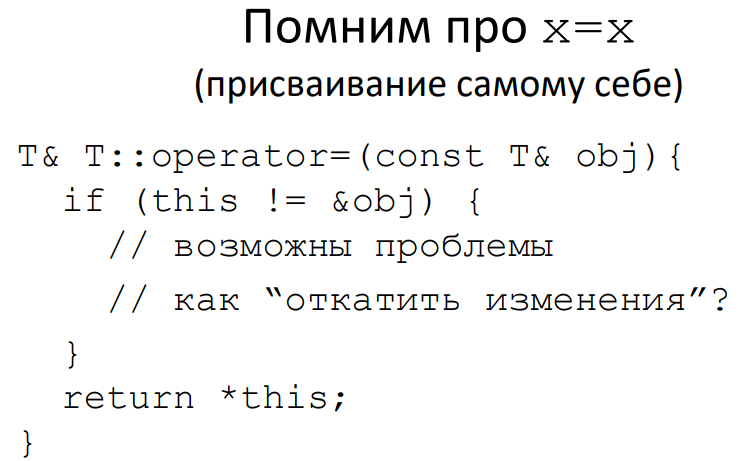 Помним про x=x
(присваивание самому себе)
T& T::operator=(const T& obj){
if (this != &obj) {
// возможны проблемы
// как “откатить изменения”?
}
return *this;
}